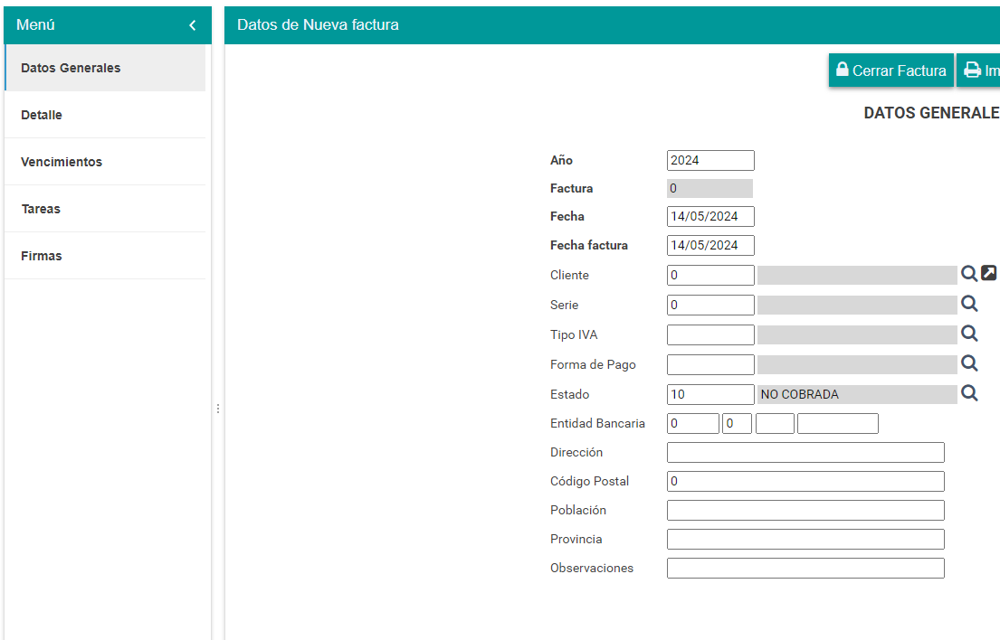 Menú
Datos Generales
Detalle
Vencimientos
Tareas
Firmas
Datos de Nueva factura
Cerrar Factura
Im
DATOS GENERALE
Año 2024
Factura 0
Fecha 14/05/2024
Fecha factura 14/05/2024
Cliente 0
Serie 0
Tipo IVA
Forma de Pago
Estado 10 NO COBRADA
Entidad Bancaria 0 0
Dirección
Código Postal 0
Población
Provincia
Observaciones